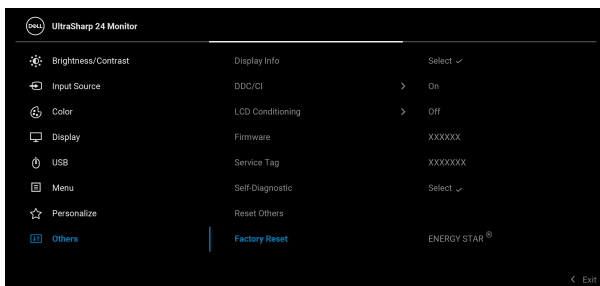 DELL UltraSharp 24 Monitor
Brightness/Contrast Display Info Select ✓
Input Source DDC/CI > On
Color LCD Conditioning > Off
Display Firmware XXXXXX
USB Service Tag XXXXXXX
Menu Self-Diagnostic Select ✓
Personalize Reset Others
Others Factory Reset ENERGY STAR ®
< Exit